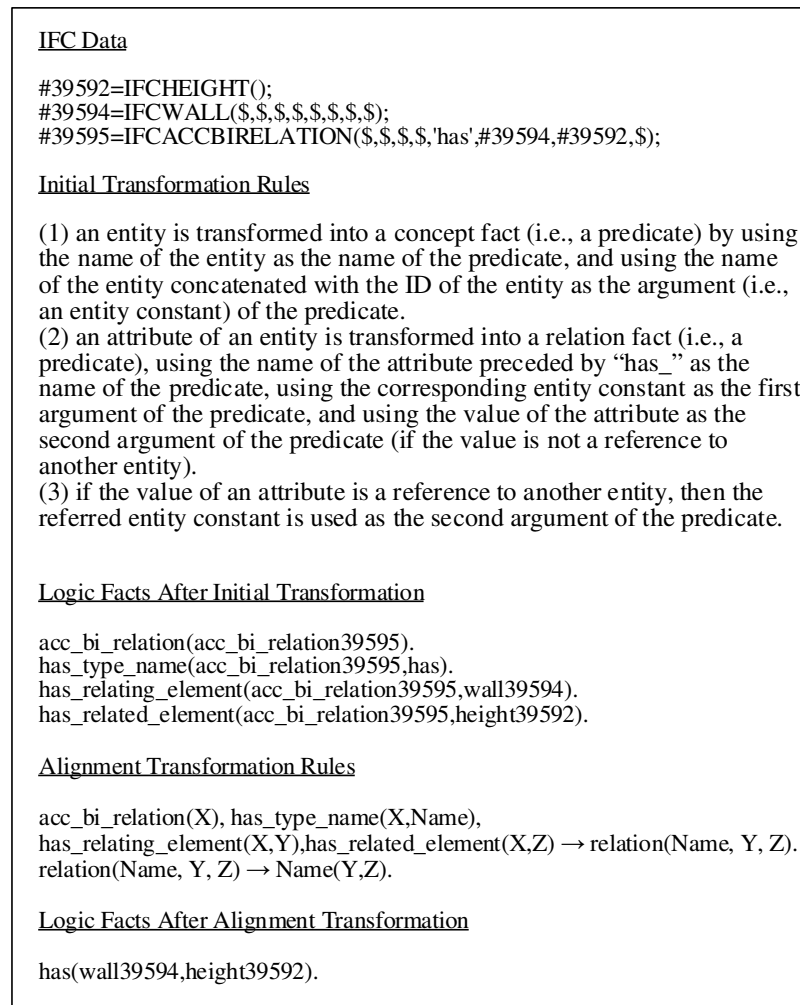 IFC Data
#39592=IFCHEIGHT();
#39594=IFCWALL($,$,$,$,$,$,$,$,$);
#39595=IFCACCBIRELATION($,$,$,$,'has',#39594,#39592,$);
Initial Transformation Rules
(1) an entity is transformed into a concept fact (i.e., a predicate) by using
the name of the entity as the name of the predicate, and using the name
of the entity concatenated with the ID of the entity as the argument (i.e.,
an entity constant) of the predicate.
(2) an attribute of an entity is transformed into a relation fact (i.e., a
predicate), using the name of the attribute preceded by “has_” as the
name of the predicate, using the corresponding entity constant as the first
argument of the predicate, and using the value of the attribute as the
second argument of the predicate (if the value is not a reference to
another entity).
(3) if the value of an attribute is a reference to another entity, then the
referred entity constant is used as the second argument of the predicate.
Logic Facts After Initial Transformation
acc_bi_relation(acc_bi_relation39595).
has_type_name(acc_bi_relation39595,has).
has_relating_element(acc_bi_relation39595,wall39594).
has_related_element(acc_bi_relation39595,height39592).
Alignment Transformation Rules
acc_bi_relation(X), has_type_name(X,Name),
has_relating_element(X,Y),has_related_element(X,Z) → relation(Name, Y, Z).
relation(Name, Y, Z) → Name(Y,Z).
Logic Facts After Alignment Transformation
has(wall39594,height39592).